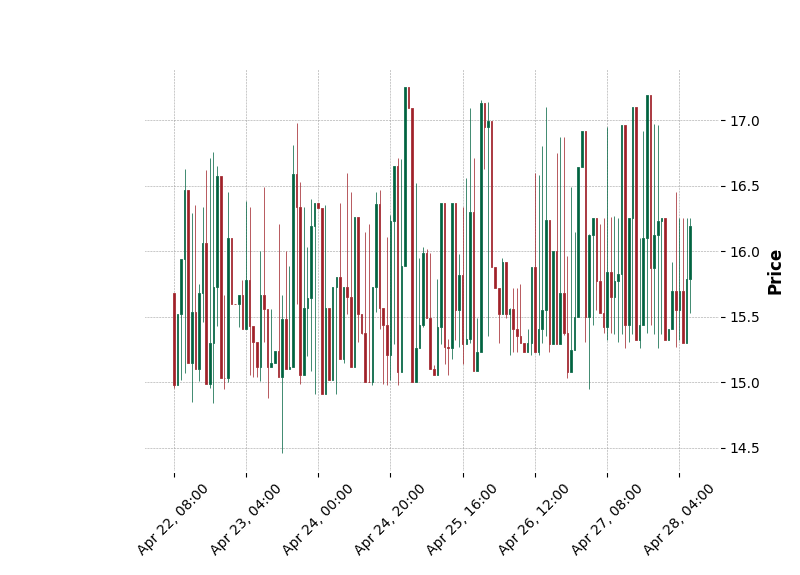 17.0
16.5
16.0
15.5
15.0
14.5
Price
Apr 22, 08:00
Apr 23, 04:00
Apr 24, 00:00
Apr 24, 20:00
Apr 25, 16:00
Apr 26, 12:00
Apr 27, 08:00
Apr 28, 04:00